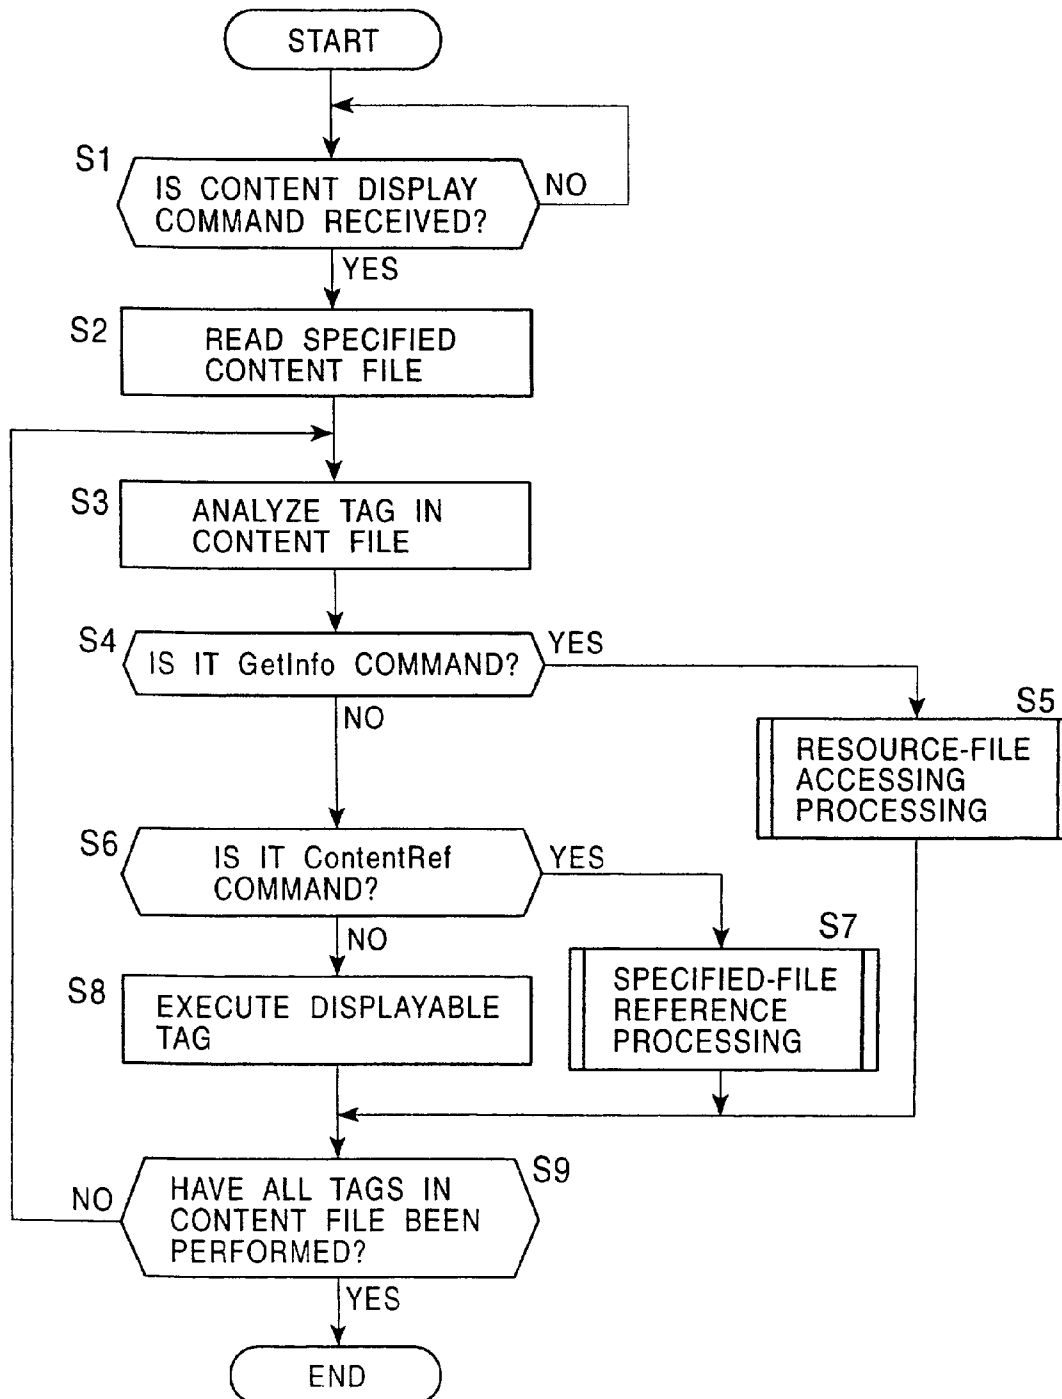 START
S1
IS CONTENT DISPLAY
COMMAND RECEIVED?
NO
YES
S2
READ SPECIFIED
CONTENT FILE
S3
ANALYZE TAG IN
CONTENT FILE
S4
IS IT GetInfo COMMAND?
YES
NO
S5
RESOURCE-FILE
ACCESSING
PROCESSING
S6
IS IT ContentRef
COMMAND?
YES
NO
S7
SPECIFIED-FILE
REFERENCE
PROCESSING
S8
EXECUTE DISPLAYABLE
TAG
S9
HAVE ALL TAGS IN
CONTENT FILE BEEN
PERFORMED?
NO
YES
END